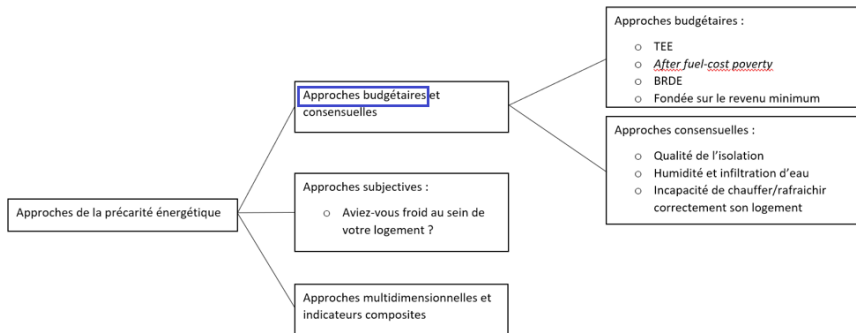 Approches de la précarité énergétique
Approches budgétaires et
consensuelles
Approches subjectives :
o Aviez-vous froid au sein de
votre logement ?
Approches multidimensionnelles et
indicateurs composites
Approches budgétaires :
o TEE
o After fuel-cost poverty
o BRDE
o Fondée sur le revenu minimum
Approches consensuelles :
o Qualité de l'isolation
o Humidité et infiltration d'eau
o Incapacité de chauffer/rafraichir
correctement son logement